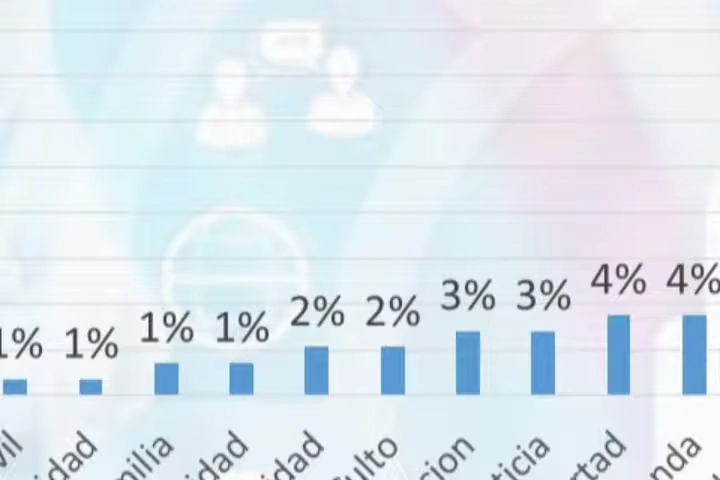 1% 1% 1% 1% 2% 2% 3% 3% 4% 4%
vil idad milia idad idad ulto cion ticia rtad nda